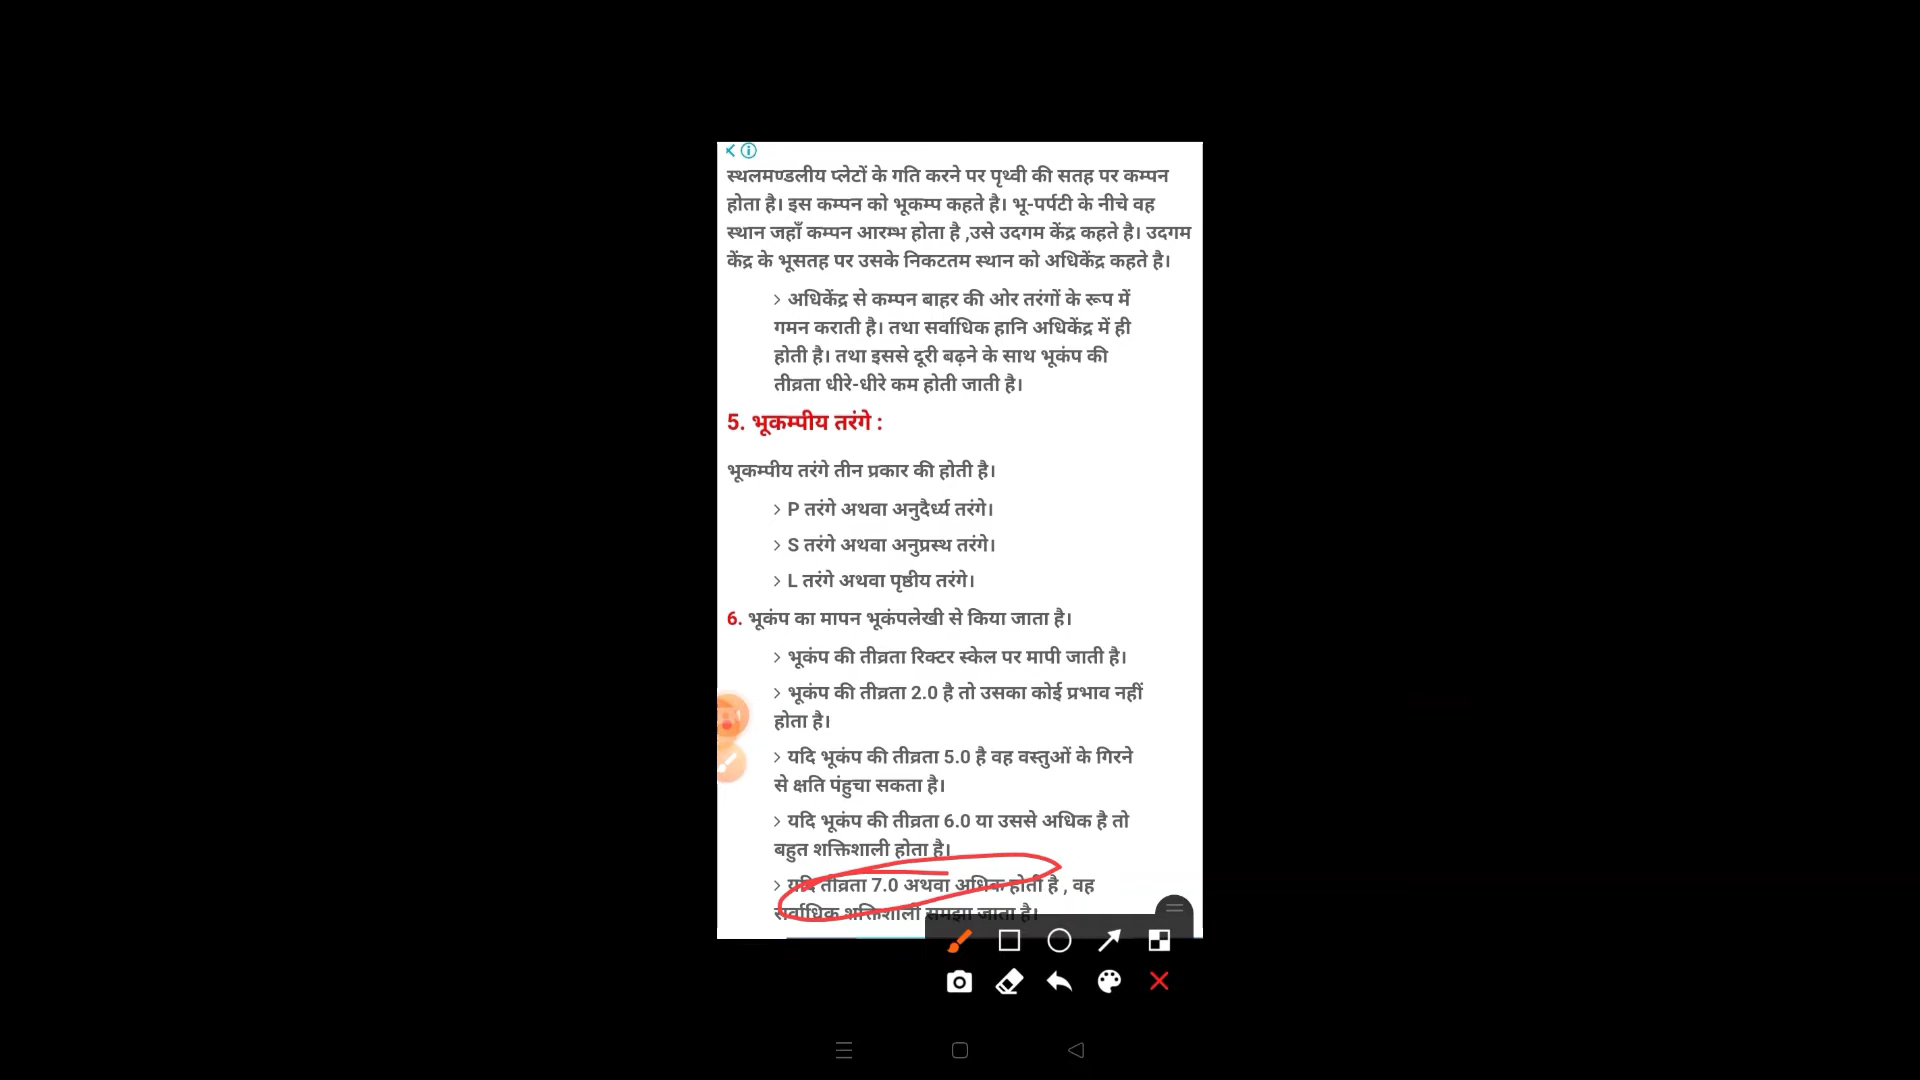 स्थलमण्डलीय प्लेटों के गति करने पर पृथ्वी की सतह पर कम्पन
होता है। इस कम्पन को भूकम्प कहते है। भू-पर्पटी के नीचे वह
स्थान जहाँ कम्पन आरम्भ होता है ,उसे उदगम केंद्र कहते है। उदगम
केंद्र के भूसतह पर उसके निकटतम स्थान को अधिकेंद्र कहते है।
> अधिकेंद्र से कम्पन बाहर की ओर तरंगों के रूप में
गमन कराती है। तथा सर्वाधिक हानि अधिकेंद्र में ही
होती है। तथा इससे दूरी बढ़ने के साथ भूकंप की
तीव्रता धीरे-धीरे कम होती जाती है।
5. भूकम्पीय तरंगे :
भूकम्पीय तरंगे तीन प्रकार की होती है।
> P तरंगे अथवा अनुदैर्ध्य तरंगे।
> S तरंगे अथवा अनुप्रस्थ तरंगे।
> L तरंगे अथवा पृष्ठीय तरंगे।
6. भूकंप का मापन भूकंपलेखी से किया जाता है।
> भूकंप की तीव्रता रिक्टर स्केल पर मापी जाती है।
> भूकंप की तीव्रता 2.0 है तो उसका कोई प्रभाव नहीं
होता है।
> यदि भूकंप की तीव्रता 5.0 है वह वस्तुओं के गिरने
से क्षति पंहुचा सकता है।
> यदि भूकंप की तीव्रता 6.0 या उससे अधिक है तो
बहुत शक्तिशाली होता है।
> यदि तीव्रता 7.0 अथवा अधिक होती है , वह
सर्वाधिक शक्तिशाली समझा जाता है।